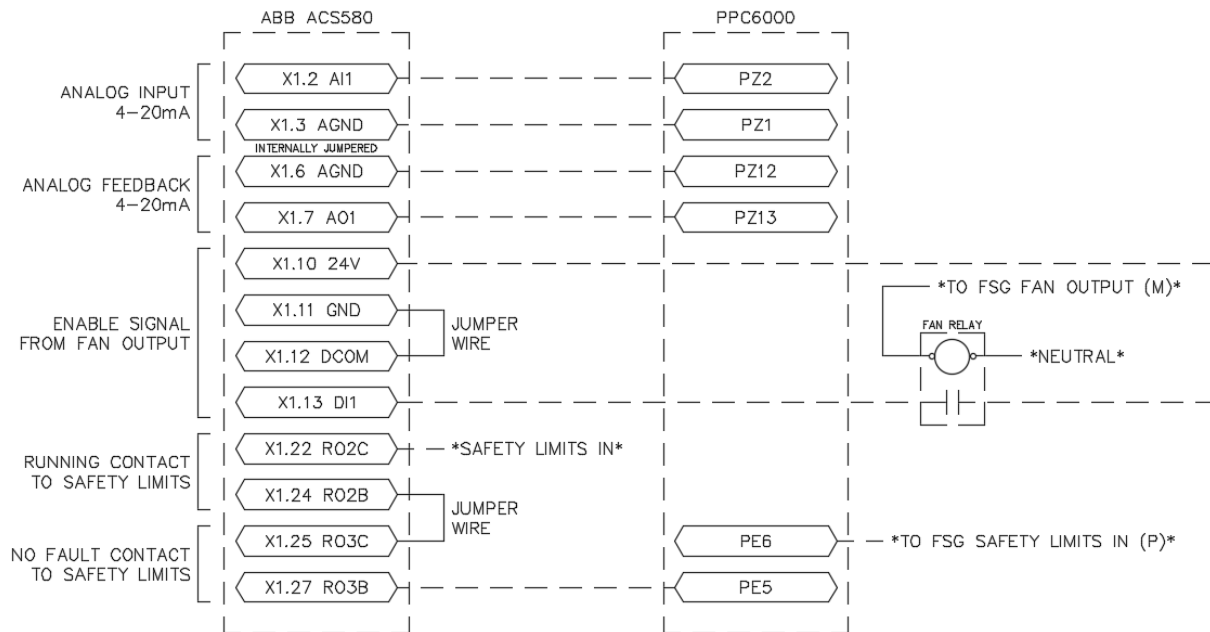 ABB ACS580
PPC6000
ANALOG INPUT
4-20mA
X1.2 AI1
PZ2
X1.3 AGND
PZ1
INTERNALLY JUMPERED
ANALOG FEEDBACK
4-20mA
X1.6 AGND
PZ12
X1.7 AO1
PZ13
ENABLE SIGNAL
FROM FAN OUTPUT
X1.10 24V
X1.11 GND
JUMPER
WIRE
X1.12 DCOM
X1.13 DI1
*TO FSG FAN OUTPUT (M)*
FAN RELAY
*NEUTRAL*
RUNNING CONTACT
TO SAFETY LIMITS
X1.22 RO2C
*SAFETY LIMITS IN*
X1.24 RO2B
JUMPER
WIRE
NO FAULT CONTACT
TO SAFETY LIMITS
X1.25 RO3C
PE6
*TO FSG SAFETY LIMITS IN (P)*
X1.27 RO3B
PE5